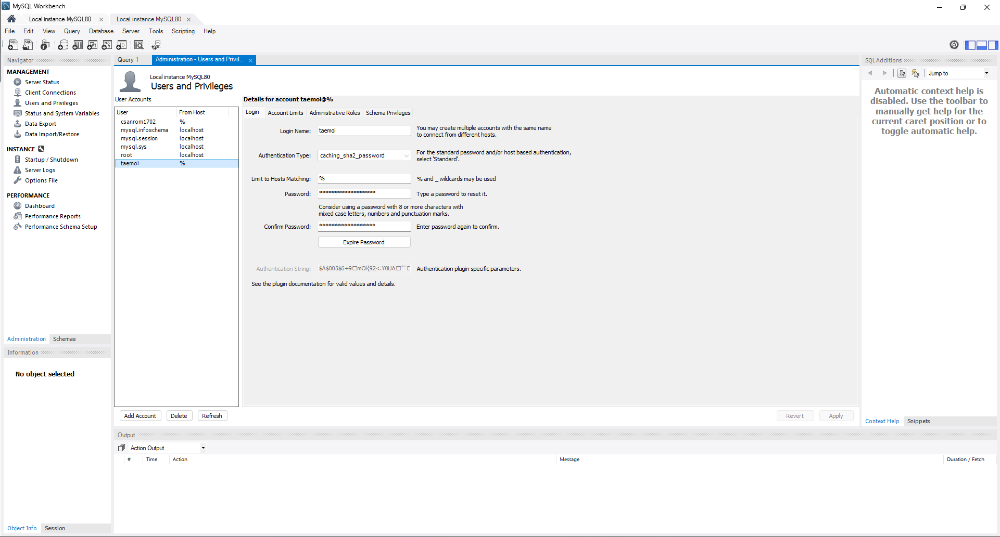 MySQL Workbench
Local instance MySQL80
Local instance MySQL80
File Edit View Query Database Server Tools Scripting Help
Navigator
MANAGEMENT
Server Status
Client Connections
Users and Privileges
Status and System Variables
Data Export
Data Import/Restore
INSTANCE
Startup / Shutdown
Server Logs
Options File
PERFORMANCE
Dashboard
Performance Reports
Performance Schema Setup
Administration Schemas
Information
No object selected
Object Info Session
Query 1
Administration - Users and Privil...
Local instance MySQL80
Users and Privileges
User Accounts
User From Host
csanrom1702 %
mysql.infoschema localhost
mysql.session localhost
mysql.sys localhost
root localhost
taemoi %
Add Account Delete Refresh
Details for account taemoi@%
Login Account Limits Administrative Roles Schema Privileges
Login Name: taemoi
You may create multiple accounts with the same name
to connect from different hosts.
Authentication Type: caching_sha2_password
For the standard password and/or host based authentication,
select 'Standard'.
Limit to Hosts Matching: % % and _ wildcards may be used
Password: ****************** Type a password to reset it.
Consider using a password with 8 or more characters with
mixed case letters, numbers and punctuation marks.
Confirm Password: ****************** Enter password again to confirm.
Expire Password
Authentication String: $A$005$6+9□mOl{92<.Y0UA□"`□ Authentication plugin specific parameters.
See the plugin documentation for valid values and details.
Revert Apply
SQLAdditions
Jump to
Automatic context help is
disabled. Use the toolbar to
manually get help for the
current caret position or to
toggle automatic help.
Context Help Snippets
Output
Action Output
# Time Action Message Duration / Fetch